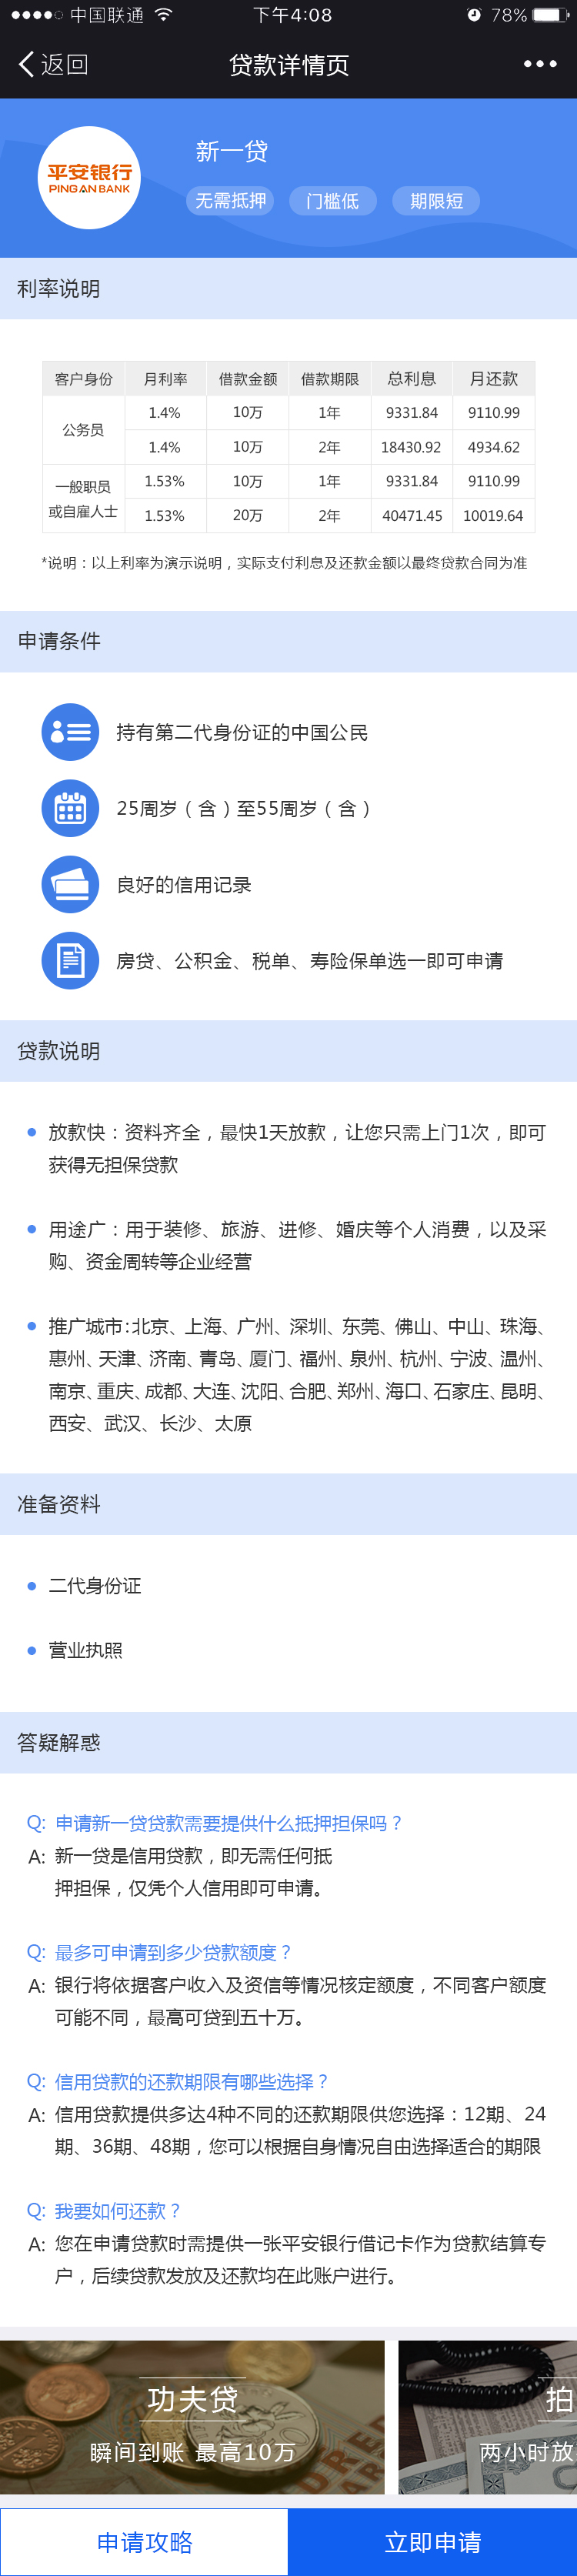 中国联通 下午4:08 78%
返回 贷款详情页
平安银行
PINGAN BANK
新一贷
无需抵押 门槛低 期限短
利率说明
客户身份 月利率 借款金额 借款期限 总利息 月还款
公务员 1.4% 10万 1年 9331.84 9110.99
1.4% 10万 2年 18430.92 4934.62
一般职员
或自雇人士
1.53% 10万 1年 9331.84 9110.99
1.53% 20万 2年 40471.45 10019.64
*说明：以上利率为演示说明，实际支付利息及还款金额以最终贷款合同为准
申请条件
持有第二代身份证的中国公民
25周岁（含）至55周岁（含）
良好的信用记录
房贷、公积金、税单、寿险保单选一即可申请
贷款说明
放款快：资料齐全，最快1天放款，让您只需上门1次，即可
获得无担保贷款
用途广：用于装修、旅游、进修、婚庆等个人消费，以及采
购、资金周转等企业经营
推广城市:北京、上海、广州、深圳、东莞、佛山、中山、珠海、
惠州、天津、济南、青岛、厦门、福州、泉州、杭州、宁波、温州、
南京、重庆、成都、大连、沈阳、合肥、郑州、海口、石家庄、昆明、
西安、武汉、长沙、太原
准备资料
二代身份证
营业执照
答疑解惑
Q: 申请新一贷贷款需要提供什么抵押担保吗？
A: 新一贷是信用贷款，即无需任何抵
押担保，仅凭个人信用即可申请。
Q: 最多可申请到多少贷款额度？
A: 银行将依据客户收入及资信等情况核定额度，不同客户额度
可能不同，最高可贷到五十万。
Q: 信用贷款的还款期限有哪些选择？
A: 信用贷款提供多达4种不同的还款期限供您选择：12期、24
期、36期、48期，您可以根据自身情况自由选择适合的期限
Q: 我要如何还款？
A: 您在申请贷款时需提供一张平安银行借记卡作为贷款结算专
户，后续贷款发放及还款均在此账户进行。
功夫贷
瞬间到账 最高10万
拍
两小时放
申请攻略 立即申请